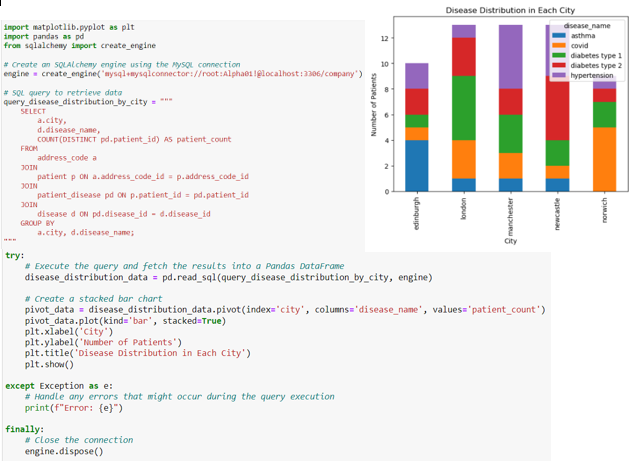 import matplotlib.pyplot as plt
import pandas as pd
from sqlalchemy import create_engine
# Create an SQLAlchemy engine using the MySQL connection
engine = create_engine('mysql+mysqlconnector://root:Alpha01!@localhost:3306/company')
# SQL query to retrieve data
query_disease_distribution_by_city = """
SELECT
a.city,
d.disease_name,
COUNT(DISTINCT pd.patient_id) AS patient_count
FROM
address_code a
JOIN
patient p ON a.address_code_id = p.address_code_id
JOIN
patient_disease pd ON p.patient_id = pd.patient_id
JOIN
disease d ON pd.disease_id = d.disease_id
GROUP BY
a.city, d.disease_name;
"""
try:
# Execute the query and fetch the results into a Pandas DataFrame
disease_distribution_data = pd.read_sql(query_disease_distribution_by_city, engine)
# Create a stacked bar chart
pivot_data = disease_distribution_data.pivot(index='city', columns='disease_name', values='patient_count')
pivot_data.plot(kind='bar', stacked=True)
plt.xlabel('City')
plt.ylabel('Number of Patients')
plt.title('Disease Distribution in Each City')
plt.show()
except Exception as e:
# Handle any errors that might occur during the query execution
print(f"Error: {e}")
finally:
# Close the connection
engine.dispose()
Disease Distribution in Each City
disease_name
asthma
covid
diabetes type 1
diabetes type 2
hypertension
Number of Patients
12
10
8
6
4
2
0
edinburgh
london
manchester
newcastle
norwich
City